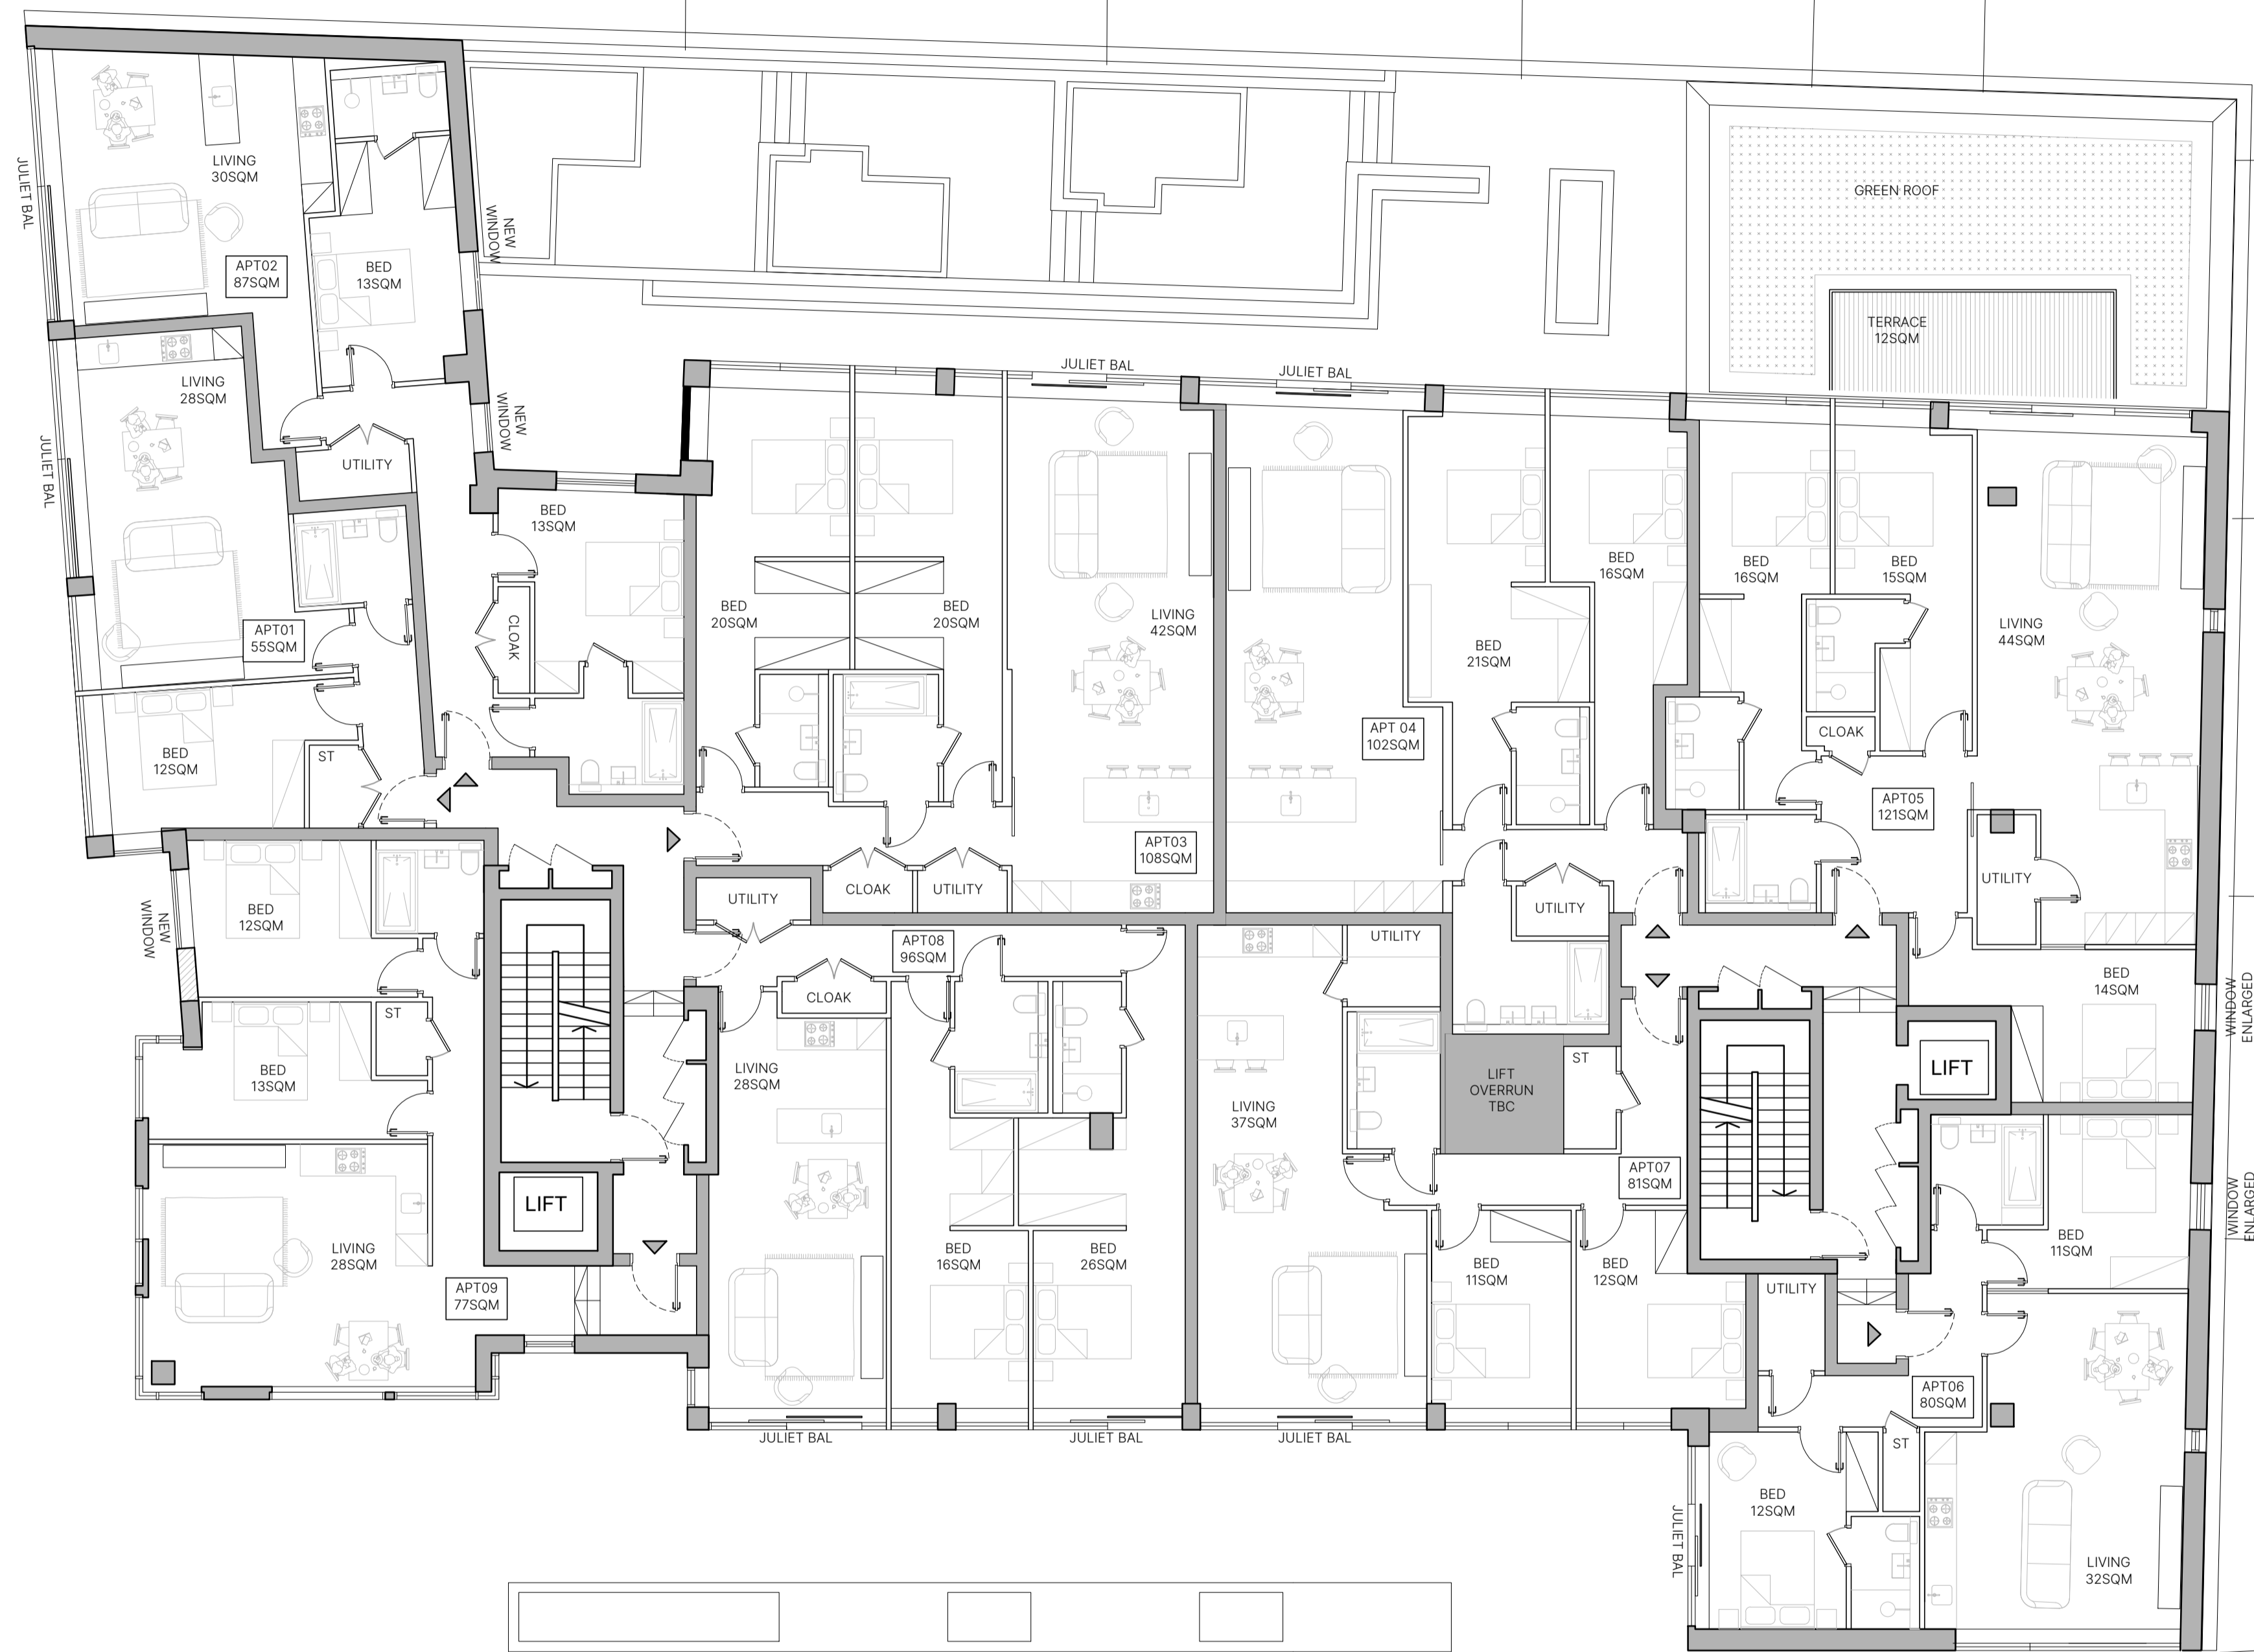 LIVING
30SQM
JULIET BAL
APT02
87SQM
BED
13SQM
NEW
WINDOW
GREEN ROOF
TERRACE
12SQM
LIVING
28SQM
JULIET BAL
UTILITY
NEW
WINDOW
JULIET BAL
JULIET BAL
APT01
55SQM
BED
12SQM
ST
BED
13SQM
CLOAK
BED
20SQM
BED
20SQM
LIVING
42SQM
APT03
108SQM
CLOAK
UTILITY
APT 04
102SQM
BED
21SQM
BED
16SQM
UTILITY
BED
16SQM
BED
15SQM
CLOAK
LIVING
44SQM
APT05
121SQM
UTILITY
BED
14SQM
WINDOW
ENLARGED
NEW
WINDOW
BED
12SQM
BED
13SQM
ST
LIVING
28SQM
APT09
77SQM
LIFT
UTILITY
APT08
96SQM
CLOAK
LIVING
28SQM
BED
16SQM
BED
26SQM
JULIET BAL
JULIET BAL
UTILITY
LIVING
37SQM
LIFT
OVERRUN
TBC
ST
APT07
81SQM
BED
11SQM
BED
12SQM
JULIET BAL
LIFT
BED
11SQM
WINDOW
ENLARGED
UTILITY
APT06
80SQM
ST
BED
12SQM
JULIET BAL
LIVING
32SQM